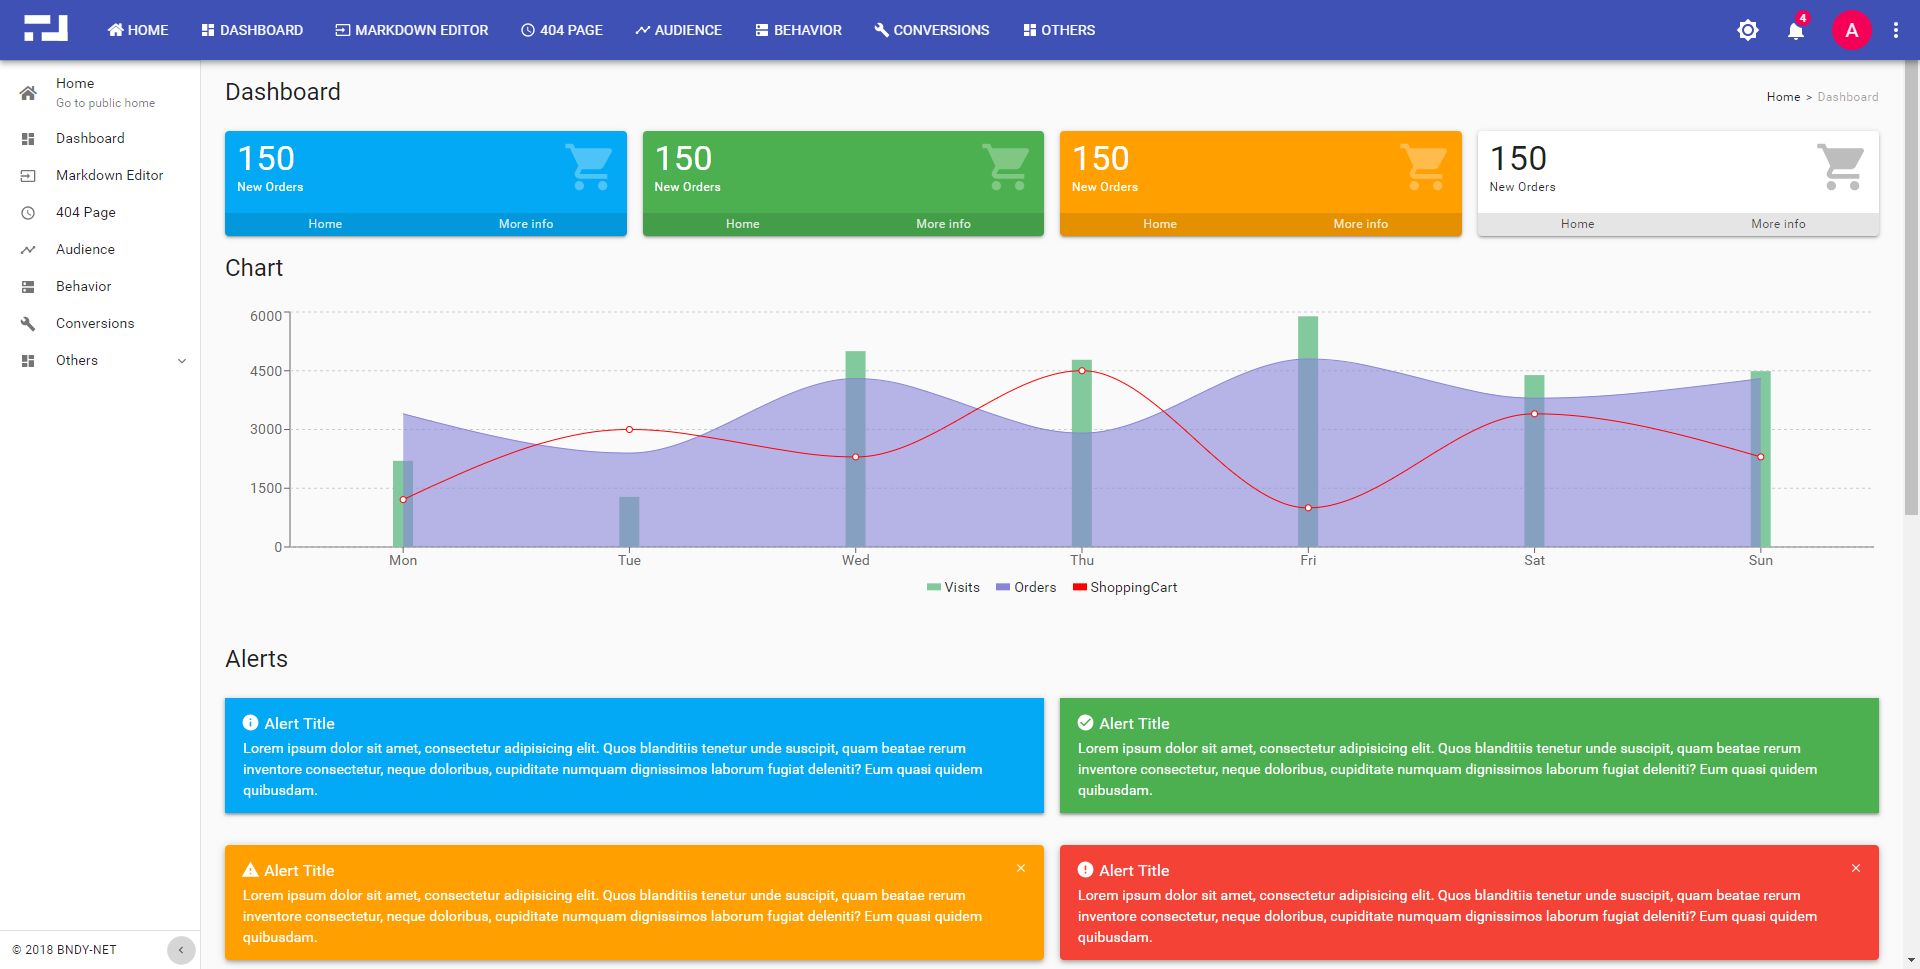 HOME DASHBOARD MARKDOWN EDITOR 404 PAGE AUDIENCE BEHAVIOR CONVERSIONS OTHERS 4 A
Home
Go to public home
Dashboard
Markdown Editor
404 Page
Audience
Behavior
Conversions
Others
© 2018 BNDY-NET
Dashboard
Home > Dashboard
150
New Orders
Home More info
150
New Orders
Home More info
150
New Orders
Home More info
150
New Orders
Home More info
Chart
6000
4500
3000
1500
0
Mon Tue Wed Thu Fri Sat Sun
Visits Orders ShoppingCart
Alerts
Alert Title
Lorem ipsum dolor sit amet, consectetur adipisicing elit. Quos blanditiis tenetur unde suscipit, quam beatae rerum
inventore consectetur, neque doloribus, cupiditate numquam dignissimos laborum fugiat deleniti? Eum quasi quidem
quibusdam.
Alert Title
Lorem ipsum dolor sit amet, consectetur adipisicing elit. Quos blanditiis tenetur unde suscipit, quam beatae rerum
inventore consectetur, neque doloribus, cupiditate numquam dignissimos laborum fugiat deleniti? Eum quasi quidem
quibusdam.
Alert Title
Lorem ipsum dolor sit amet, consectetur adipisicing elit. Quos blanditiis tenetur unde suscipit, quam beatae rerum
inventore consectetur, neque doloribus, cupiditate numquam dignissimos laborum fugiat deleniti? Eum quasi quidem
quibusdam.
Alert Title
Lorem ipsum dolor sit amet, consectetur adipisicing elit. Quos blanditiis tenetur unde suscipit, quam beatae rerum
inventore consectetur, neque doloribus, cupiditate numquam dignissimos laborum fugiat deleniti? Eum quasi quidem
quibusdam.